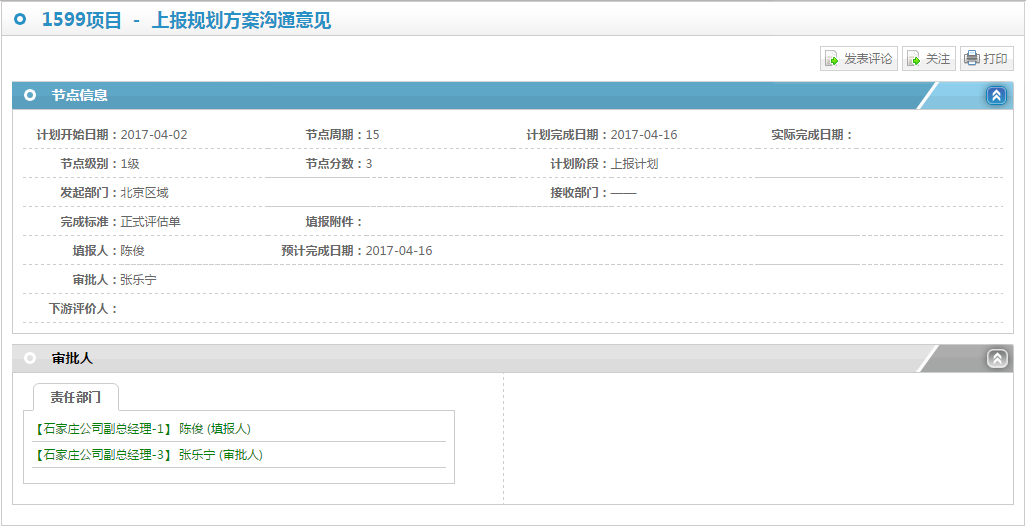 1599项目 - 上报规划方案沟通意见
发表评论 关注 打印
节点信息
计划开始日期：2017-04-02 节点周期：15 计划完成日期：2017-04-16 实际完成日期：
节点级别：1级 节点分数：3 计划阶段：上报计划
发起部门：北京区域 接收部门：——
完成标准：正式评估单 填报附件：
填报人：陈俊 预计完成日期：2017-04-16
审批人：张乐宁
下游评价人：
审批人
责任部门
【石家庄公司副总经理-1】 陈俊 (填报人)
【石家庄公司副总经理-3】 张乐宁 (审批人)